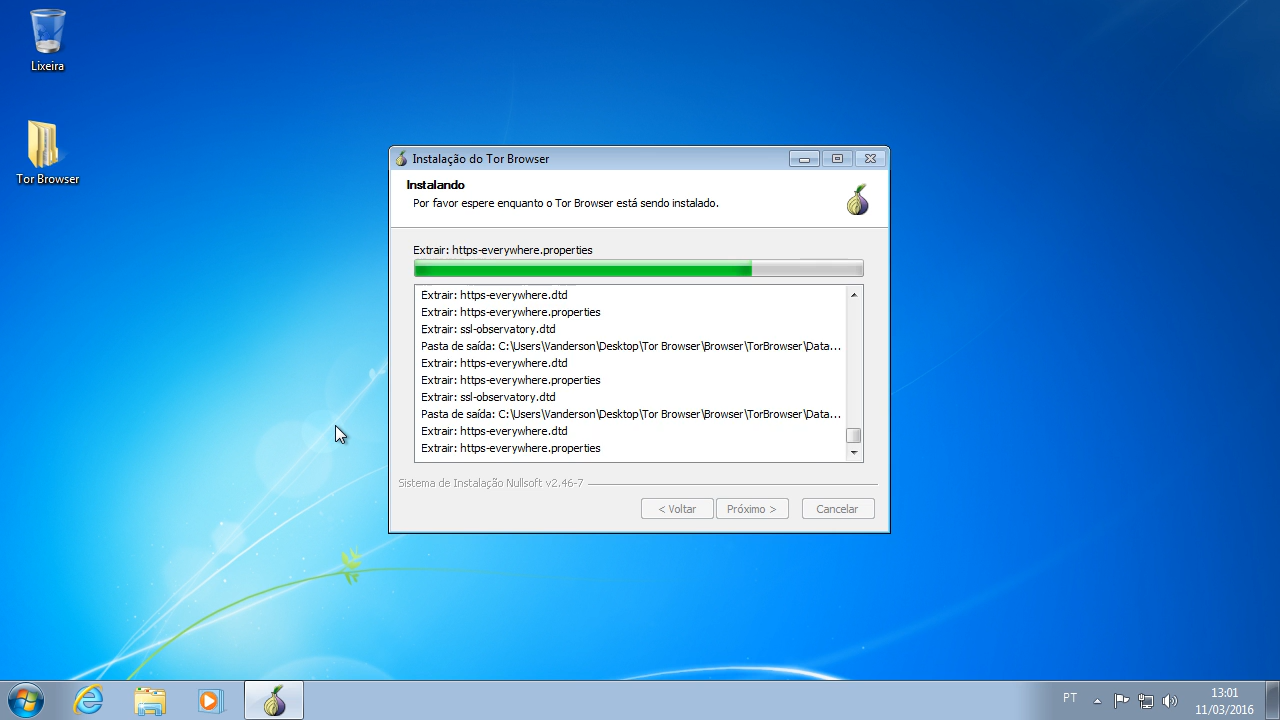 Lixeira
Tor Browser
Instalação do Tor Browser
Instalando
Por favor espere enquanto o Tor Browser está sendo instalado.
Extrair: https-everywhere.properties
Extrair: https-everywhere.dtd
Extrair: https-everywhere.properties
Extrair: ssl-observatory.dtd
Pasta de saída: C:\Users\Vanderson\Desktop\Tor Browser\Browser\TorBrowser\Data...
Extrair: https-everywhere.dtd
Extrair: https-everywhere.properties
Extrair: ssl-observatory.dtd
Pasta de saída: C:\Users\Vanderson\Desktop\Tor Browser\Browser\TorBrowser\Data...
Extrair: https-everywhere.dtd
Extrair: https-everywhere.properties
Sistema de Instalação Nullsoft v2.46-7
< Voltar
Próximo >
Cancelar
PT
13:01
11/03/2016